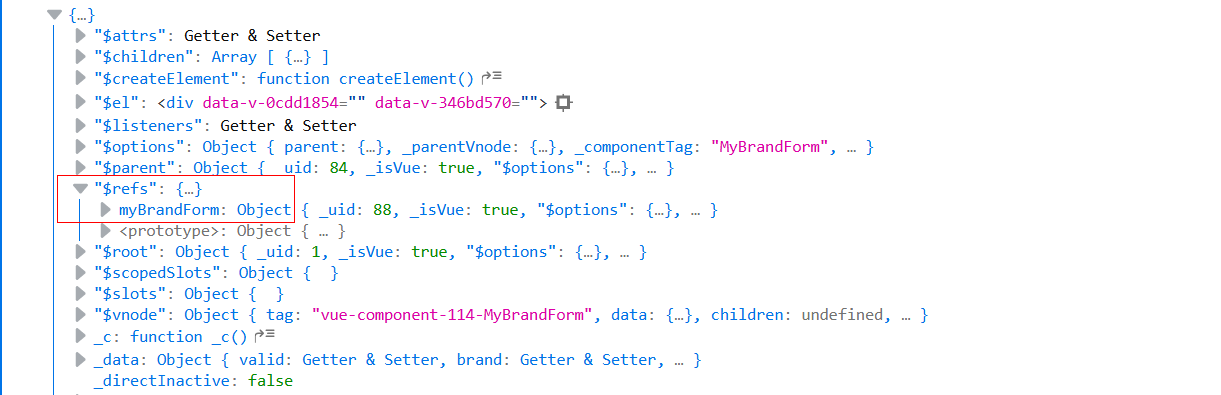 {…}
"$attrs": Getter & Setter
"$children": Array [ {…} ]
"$createElement": function createElement()
"$el": <div data-v-0cdd1854="" data-v-346bd570="">
"$listeners": Getter & Setter
"$options": Object { parent: {…}, _parentVnode: {…}, _componentTag: "MyBrandForm", … }
"$parent": Object { _uid: 84, _isVue: true, "$options": {…}, … }
"$refs": {…}
myBrandForm: Object { _uid: 88, _isVue: true, "$options": {…}, … }
<prototype>: Object { … }
"$root": Object { _uid: 1, _isVue: true, "$options": {…}, … }
"$scopedSlots": Object {  }
"$slots": Object {  }
"$vnode": Object { tag: "vue-component-114-MyBrandForm", data: {…}, children: undefined, … }
_c: function _c()
_data: Object { valid: Getter & Setter, brand: Getter & Setter, … }
_directInactive: false